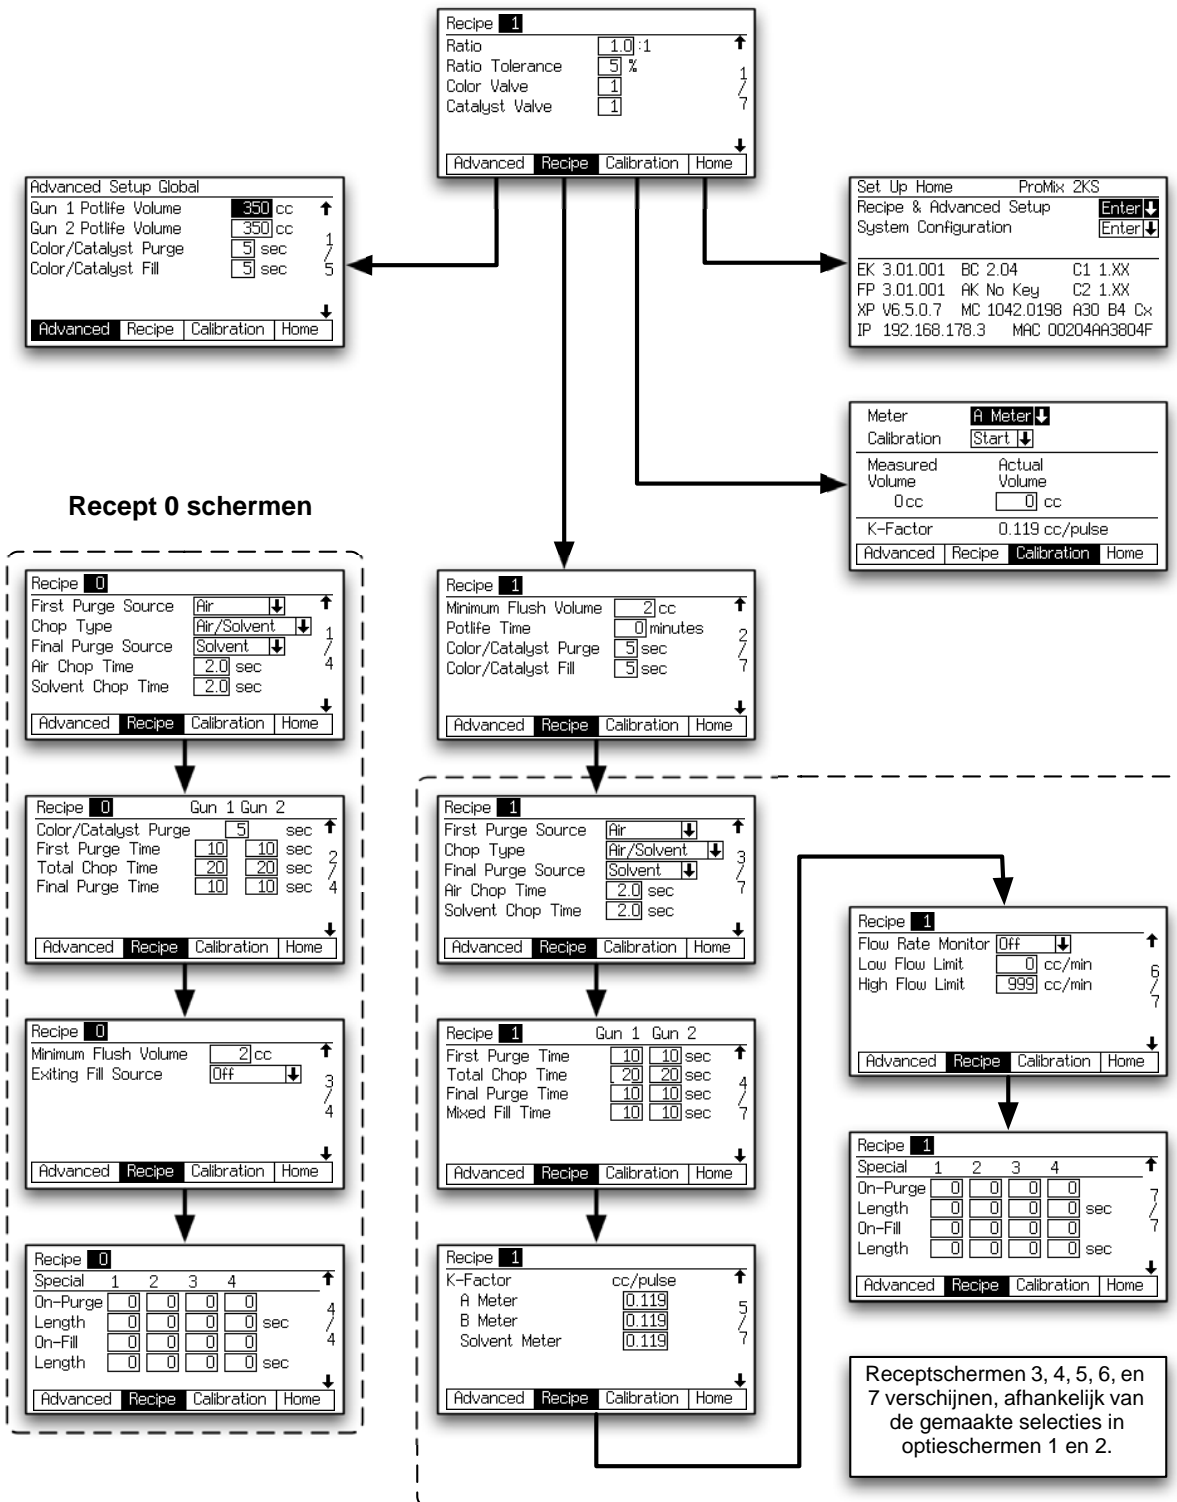 Recipe 1
Ratio 1.0 :1
Ratio Tolerance 5 %
Color Valve 1
Catalyst Valve 1
1
/
7
Advanced Recipe Calibration Home
Advanced Setup Global
Gun 1 Potlife Volume 350 cc
Gun 2 Potlife Volume 350 cc
Color/Catalyst Purge 5 sec
Color/Catalyst Fill 5 sec
1
/
5
Advanced Recipe Calibration Home
Set Up Home ProMix 2KS
Recipe & Advanced Setup Enter
System Configuration Enter
EK 3.01.001 BC 2.04 C1 1.XX
FP 3.01.001 AK No Key C2 1.XX
XP V6.5.0.7 MC 1042.0198 A30 B4 Cx
IP 192.168.178.3 MAC 00204AA3804F
Meter A Meter
Calibration Start
Measured Actual
Volume Volume
0 cc 0 cc
K-Factor 0.119 cc/pulse
Advanced Recipe Calibration Home
Recept 0 schermen
Recipe 0
First Purge Source Air
Chop Type Air/Solvent
Final Purge Source Solvent
Air Chop Time 2.0 sec
Solvent Chop Time 2.0 sec
1
/
4
Advanced Recipe Calibration Home
Recipe 0 Gun 1 Gun 2
Color/Catalyst Purge 5 sec
First Purge Time 10 10 sec
Total Chop Time 20 20 sec
Final Purge Time 10 10 sec
2
/
4
Advanced Recipe Calibration Home
Recipe 0
Minimum Flush Volume 2 cc
Exiting Fill Source Off
3
/
4
Advanced Recipe Calibration Home
Recipe 0
Special 1 2 3 4
On-Purge 0 0 0 0
Length 0 0 0 0 sec
On-Fill 0 0 0 0
Length 0 0 0 0 sec
4
/
4
Advanced Recipe Calibration Home
Recipe 1
Minimum Flush Volume 2 cc
Potlife Time 0 minutes
Color/Catalyst Purge 5 sec
Color/Catalyst Fill 5 sec
2
/
7
Advanced Recipe Calibration Home
Recipe 1
First Purge Source Air
Chop Type Air/Solvent
Final Purge Source Solvent
Air Chop Time 2.0 sec
Solvent Chop Time 2.0 sec
3
/
7
Advanced Recipe Calibration Home
Recipe 1 Gun 1 Gun 2
First Purge Time 10 10 sec
Total Chop Time 20 20 sec
Final Purge Time 10 10 sec
Mixed Fill Time 10 10 sec
4
/
7
Advanced Recipe Calibration Home
Recipe 1
K-Factor cc/pulse
A Meter 0.119
B Meter 0.119
Solvent Meter 0.119
5
/
7
Advanced Recipe Calibration Home
Recipe 1
Flow Rate Monitor Off
Low Flow Limit 0 cc/min
High Flow Limit 999 cc/min
6
/
7
Advanced Recipe Calibration Home
Recipe 1
Special 1 2 3 4
On-Purge 0 0 0 0
Length 0 0 0 0 sec
On-Fill 0 0 0 0
Length 0 0 0 0 sec
7
/
7
Advanced Recipe Calibration Home
Receptschermen 3, 4, 5, 6, en
7 verschijnen, afhankelijk van
de gemaakte selecties in
optieschermen 1 en 2.